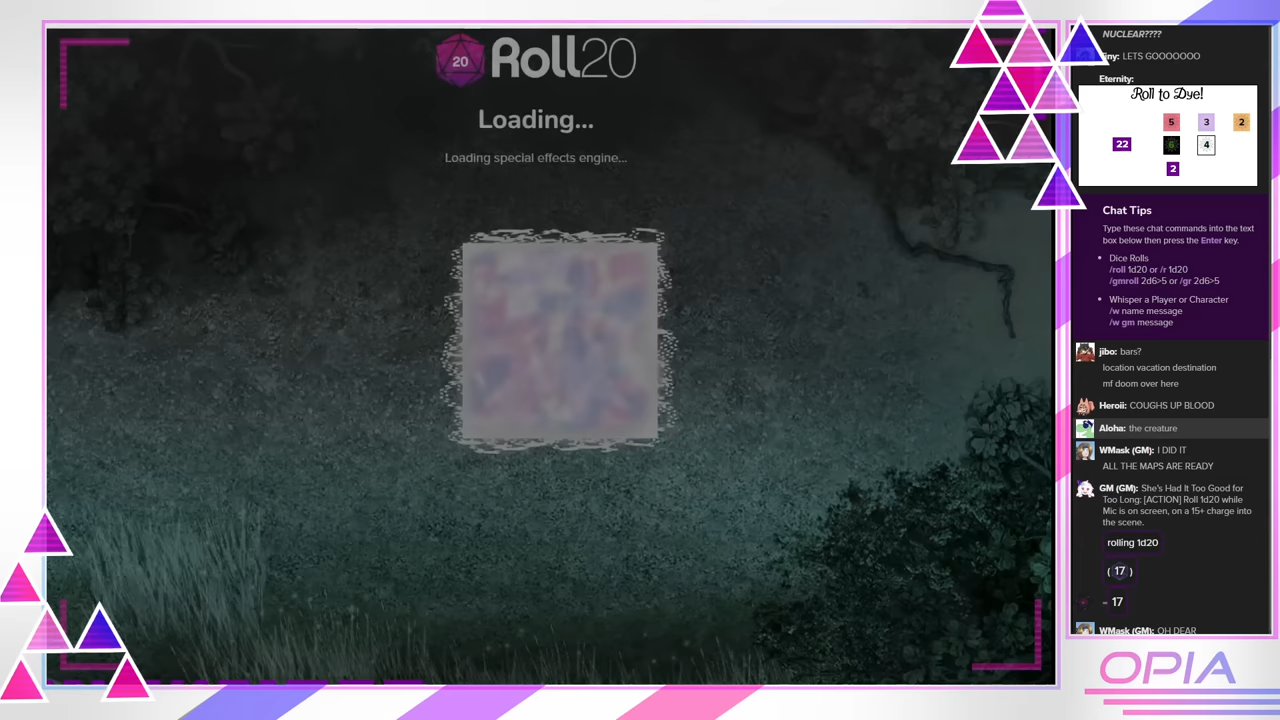 20
Roll20
Loading...
Loading special effects engine...
NUCLEAR????
iny: LETS GOOOOOOO
Eternity:
Roll to Dye!
5 3 2
22 6 4
2
Chat Tips
Type these chat commands into the text
box below then press the Enter key.
Dice Rolls
/roll 1d20 or /r 1d20
/gmroll 2d6>5 or /gr 2d6>5
Whisper a Player or Character
/w name message
/w gm message
jibo: bars?
location vacation destination
mf doom over here
Heroii: COUGHS UP BLOOD
Aloha: the creature
WMask (GM): I DID IT
ALL THE MAPS ARE READY
GM (GM): She's Had It Too Good for
Too Long: [ACTION] Roll 1d20 while
Mic is on screen, on a 15+ charge into
the scene.
rolling 1d20
(17)
= 17
WMask (GM): OH DEAR
OPIA